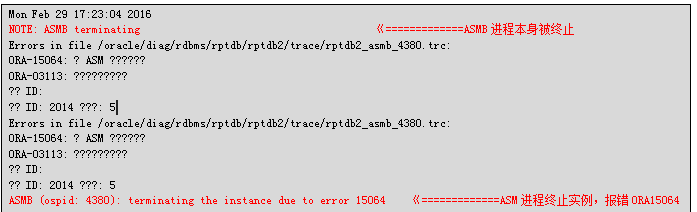 Mon Feb 29 17:23:04 2016
NOTE: ASMB terminating 《=============ASMB 进程本身被终止
Errors in file /oracle/diag/rdbms/rptdb/rptdb2/trace/rptdb2_asmb_4380.trc:
ORA-15064: ? ASM ??????
ORA-03113: ?????????
?? ID:
?? ID: 2014 ???: 5
Errors in file /oracle/diag/rdbms/rptdb/rptdb2/trace/rptdb2_asmb_4380.trc:
ORA-15064: ? ASM ??????
ORA-03113: ?????????
?? ID:
?? ID: 2014 ???: 5
ASMB (ospid: 4380): terminating the instance due to error 15064 《=============ASM 进程终止实例，报错 ORA15064